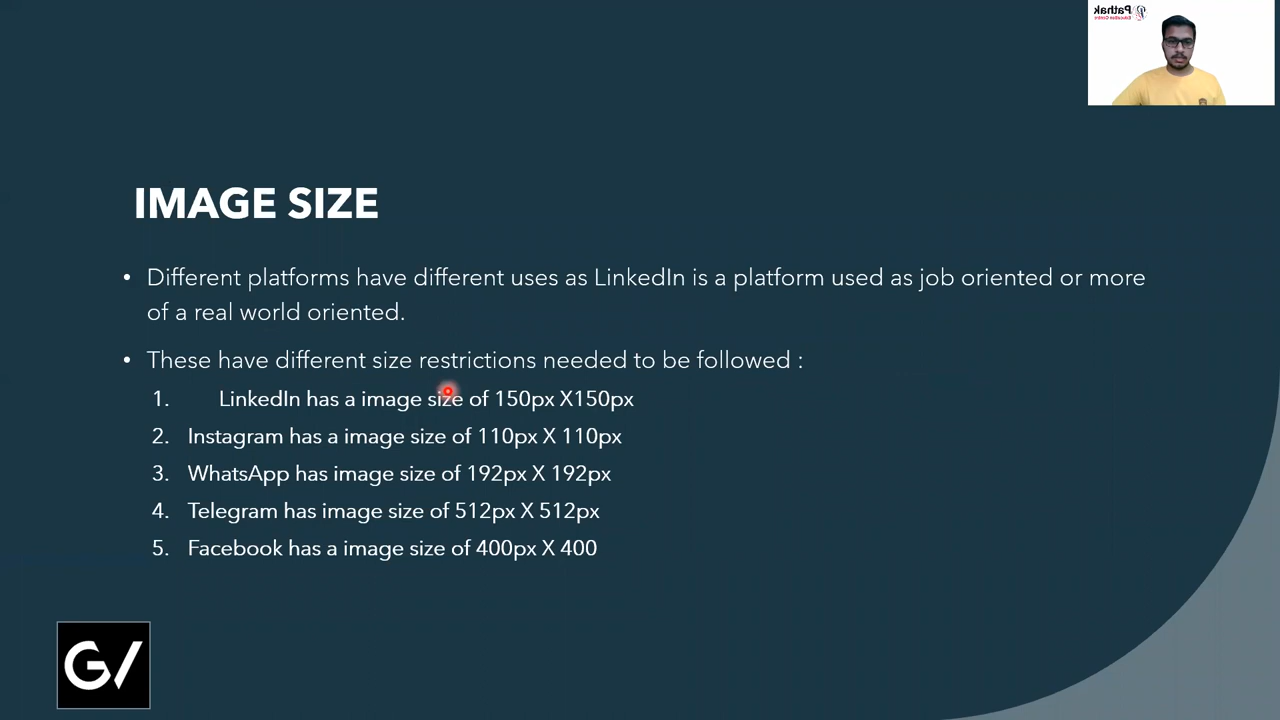 Pathak
Education Centre
IMAGE SIZE
• Different platforms have different uses as LinkedIn is a platform used as job oriented or more
of a real world oriented.
• These have different size restrictions needed to be followed :
1. LinkedIn has a image size of 150px X150px
2. Instagram has a image size of 110px X 110px
3. WhatsApp has image size of 192px X 192px
4. Telegram has image size of 512px X 512px
5. Facebook has a image size of 400px X 400
GV